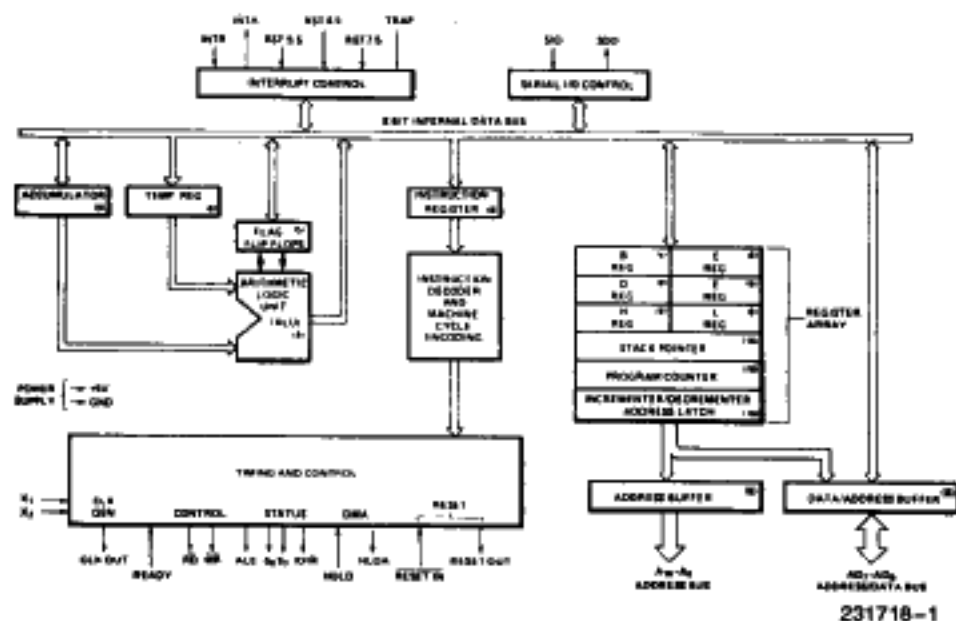 INTA RST 6.5 TRAP
INTR RST 5.5 RST 7.5
INTERRUPT CONTROL
SID SOD
SERIAL I/O CONTROL
8 BIT INTERNAL DATA BUS
ACCUMULATOR
TEMP REG
INSTRUCTION
REGISTER
FLAG
FLIP FLOPS
ARITHMETIC
LOGIC
UNIT
(ALU)
INSTRUCTION
DECODER
AND
MACHINE
CYCLE
ENCODING
B
REG
C
REG
D
REG
E
REG
H
REG
L
REG
STACK POINTER
PROGRAM COUNTER
INCREMENTER/DECREMENTER
ADDRESS LATCH
REGISTER
ARRAY
POWER
SUPPLY
+5V
GND
TIMING AND CONTROL
X1
X2
CLK
GEN
CONTROL
STATUS
DMA
RESET
CLK OUT
READY
RD WR
ALE
S0 S1
HOLD
HLDA
RESET IN
RESET OUT
ADDRESS BUFFER
DATA/ADDRESS BUFFER
ADDRESS BUS
ADDRESS/DATA BUS
231718-1